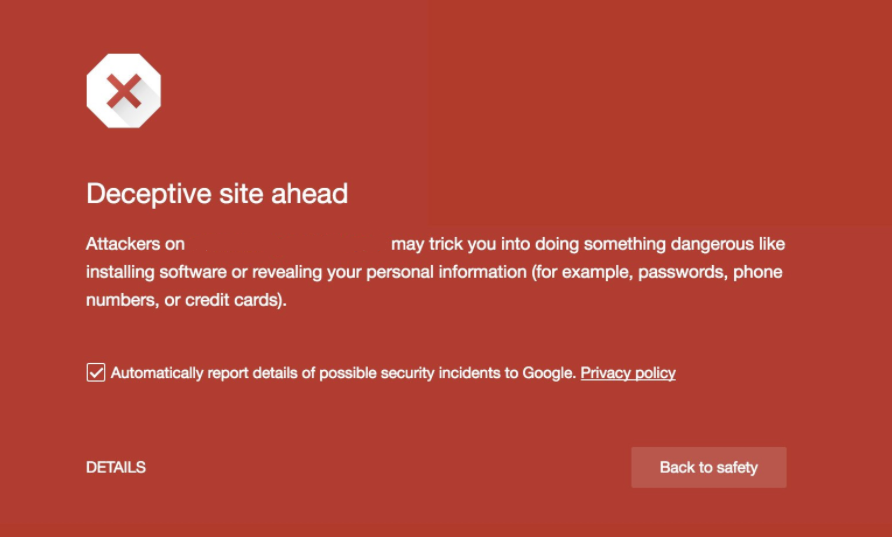 Deceptive site ahead
Attackers on may trick you into doing something dangerous like
installing software or revealing your personal information (for example, passwords, phone
numbers, or credit cards).
Automatically report details of possible security incidents to Google. Privacy policy
DETAILS
Back to safety